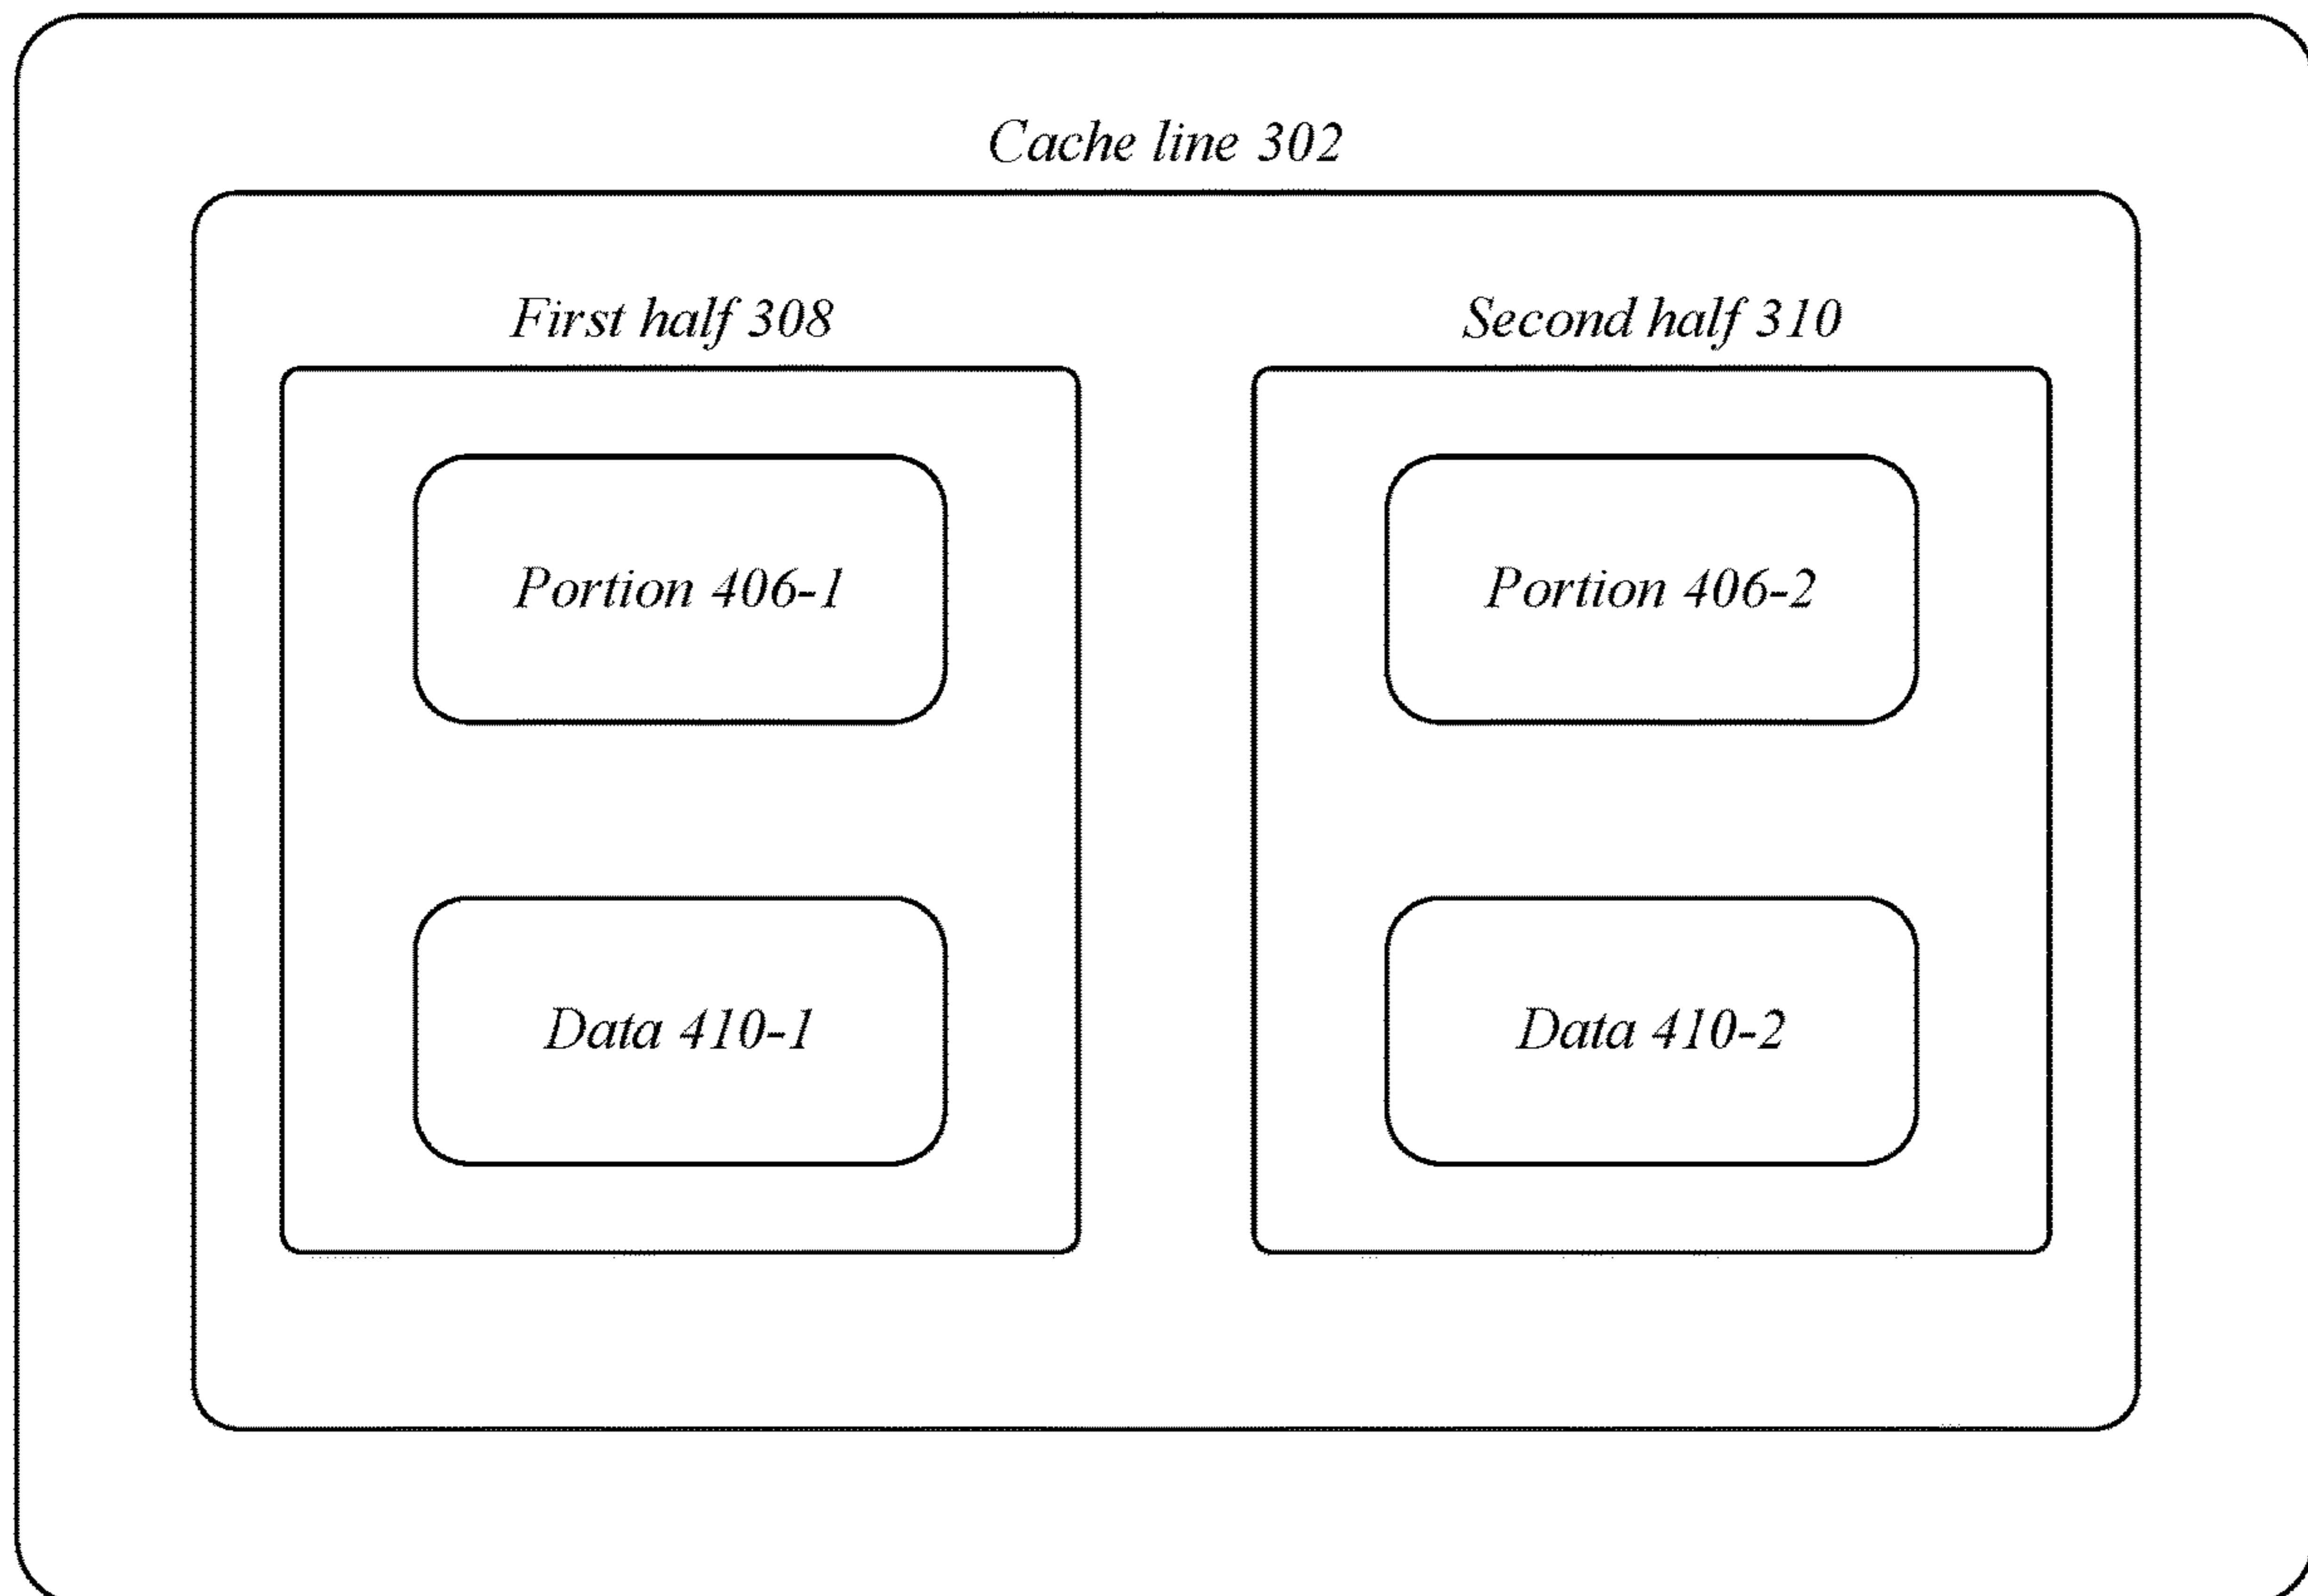 Cache line 302
First half 308
Second half 310
Portion 406-1
Portion 406-2
Data 410-1
Data 410-2